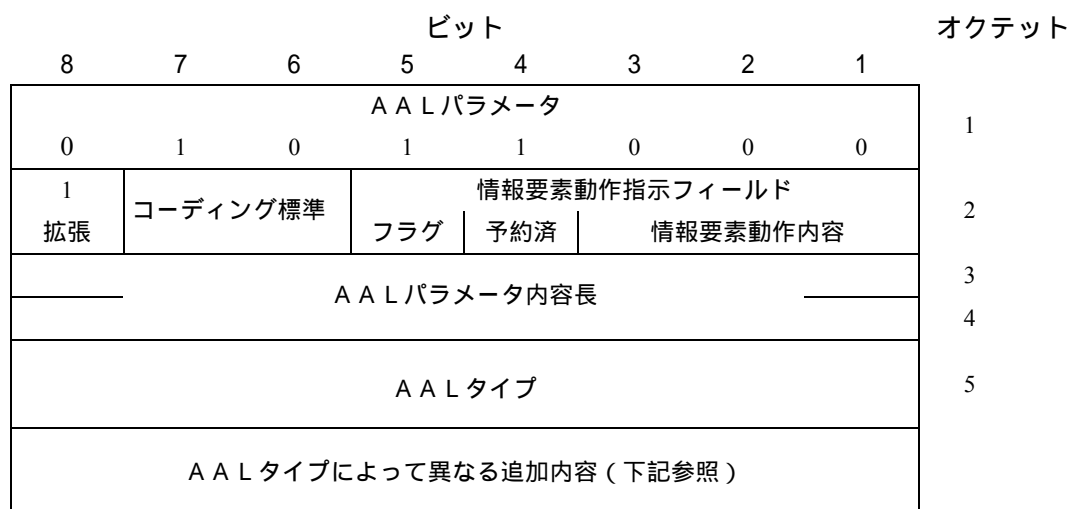 ビット オクテット
8 7 6 5 4 3 2 1
ＡＡＬパラメータ
1
0 1 0 1 1 0 0 0
1 コーディング標準 情報要素動作指示フィールド
2
拡張 フラグ 予約済 情報要素動作内容
3
ＡＡＬパラメータ内容長
4
ＡＡＬタイプ 5
ＡＡＬタイプによって異なる追加内容（下記参照）